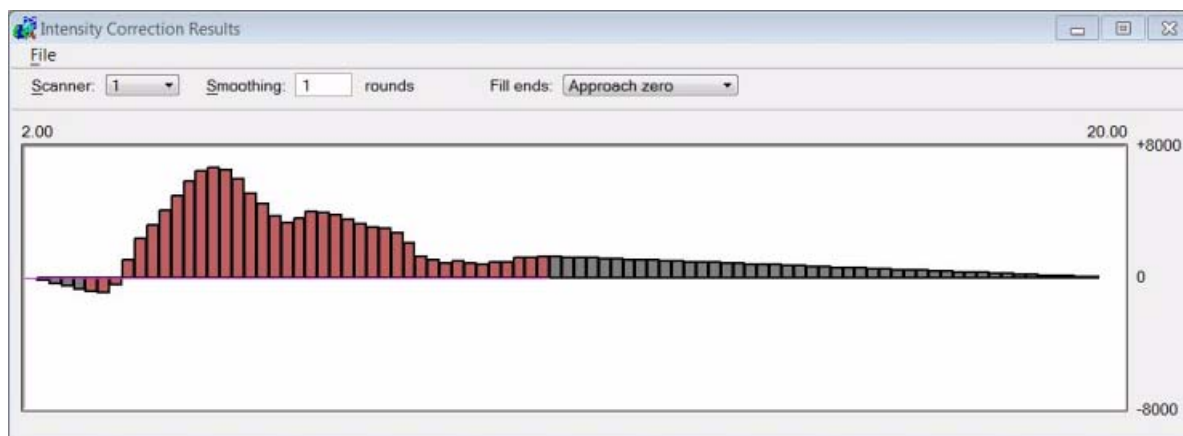 Intensity Correction Results
File
Scanner: 1 Smoothing: 1 rounds Fill ends: Approach zero
2.00 20.00
+8000
0
-8000